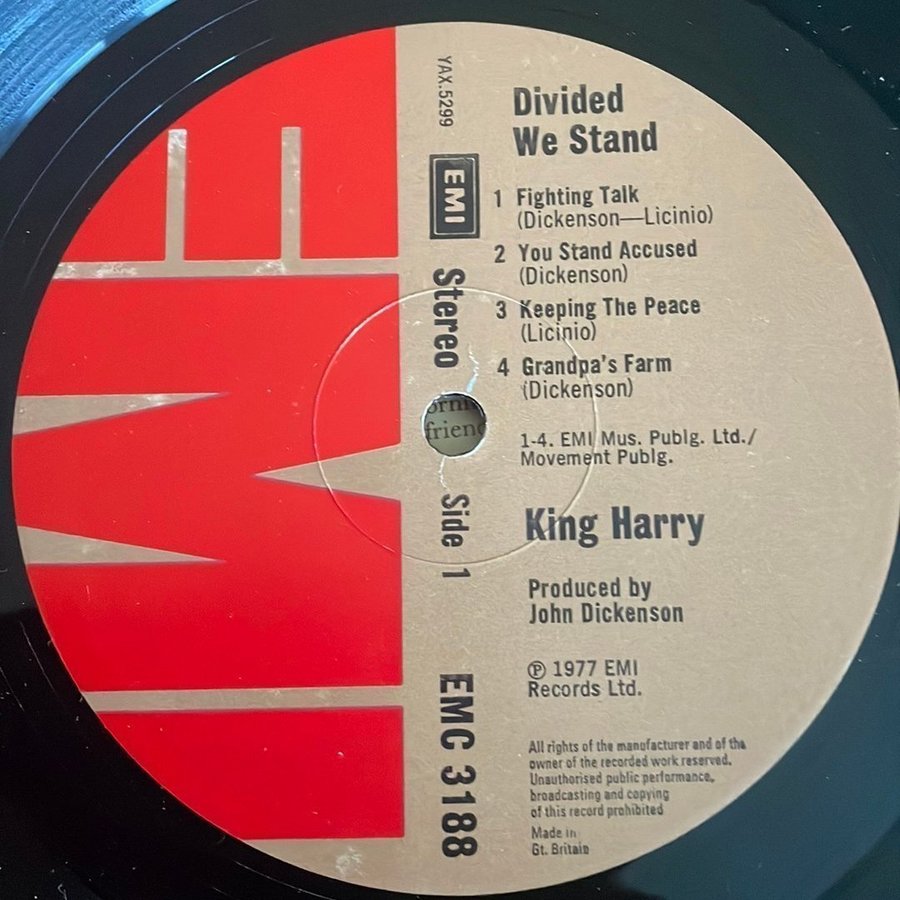 EMI
YAX.5299
EMI
Stereo
Side 1
EMC 3188
Divided
We Stand
1 Fighting Talk
(Dickenson—Licinio)
2 You Stand Accused
(Dickenson)
3 Keeping The Peace
(Licinio)
4 Grandpa's Farm
(Dickenson)
1-4. EMI Mus. Publg. Ltd./
Movement Publg.
King Harry
Produced by
John Dickenson
℗ 1977 EMI
Records Ltd.
All rights of the manufacturer and of the
owner of the recorded work reserved.
Unauthorised public performance,
broadcasting and copying
of this record prohibited
Made in
Gt. Britain